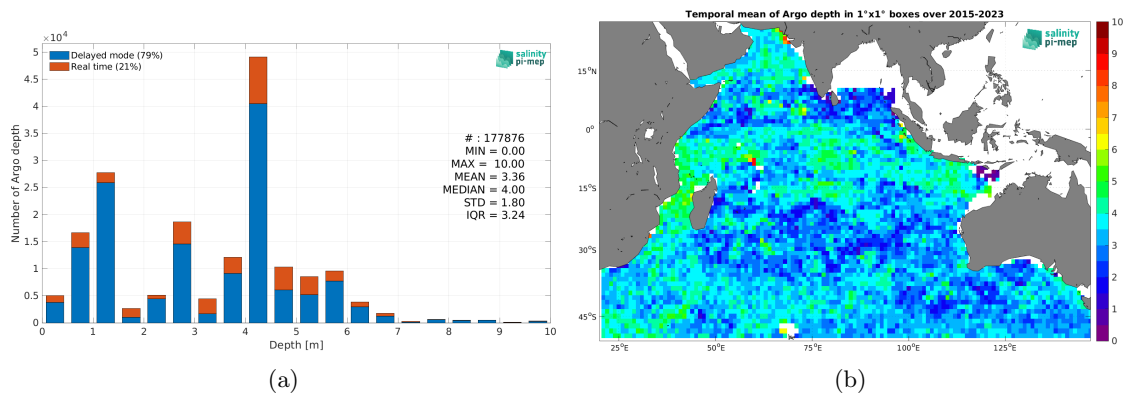 ×10⁴
5
4.5
4
3.5
3
2.5
2
1.5
1
0.5
0
Number of Argo depth
Delayed mode (79%)
Real time (21%)
salinity
pi-mep
# : 177876
MIN = 0.00
MAX = 10.00
MEAN = 3.36
MEDIAN = 4.00
STD = 1.80
IQR = 3.24
0 1 2 3 4 5 6 7 8 9 10
Depth [m]
(a)
Temporal mean of Argo depth in 1°x1° boxes over 2015-2023
salinity
pi-mep
15°N
0°
15°S
30°S
45°S
25°E 50°E 75°E 100°E 125°E
10
9
8
7
6
5
4
3
2
1
0
(b)